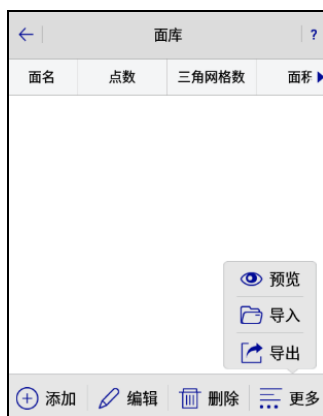 面库 ?
面名 点数 三角网格数 面积
预览
导入
导出
添加 编辑 删除 更多